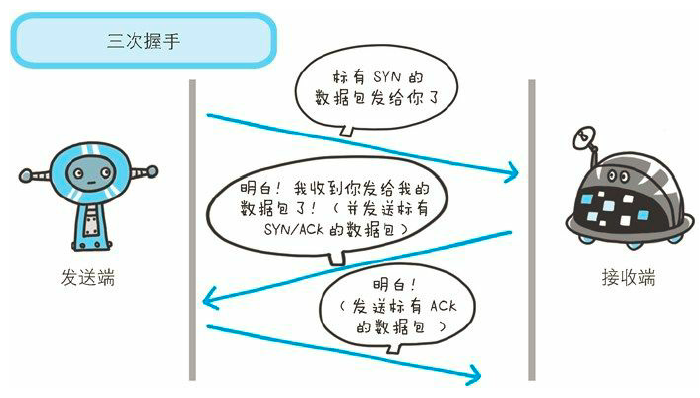 三次握手
标有 SYN 的
数据包发给你了
明白！我收到你发给我的
数据包了！（并发送标有
SYN/ACK 的数据包）
发送端
接收端
明白！
（发送标有 ACK
的数据包 ）